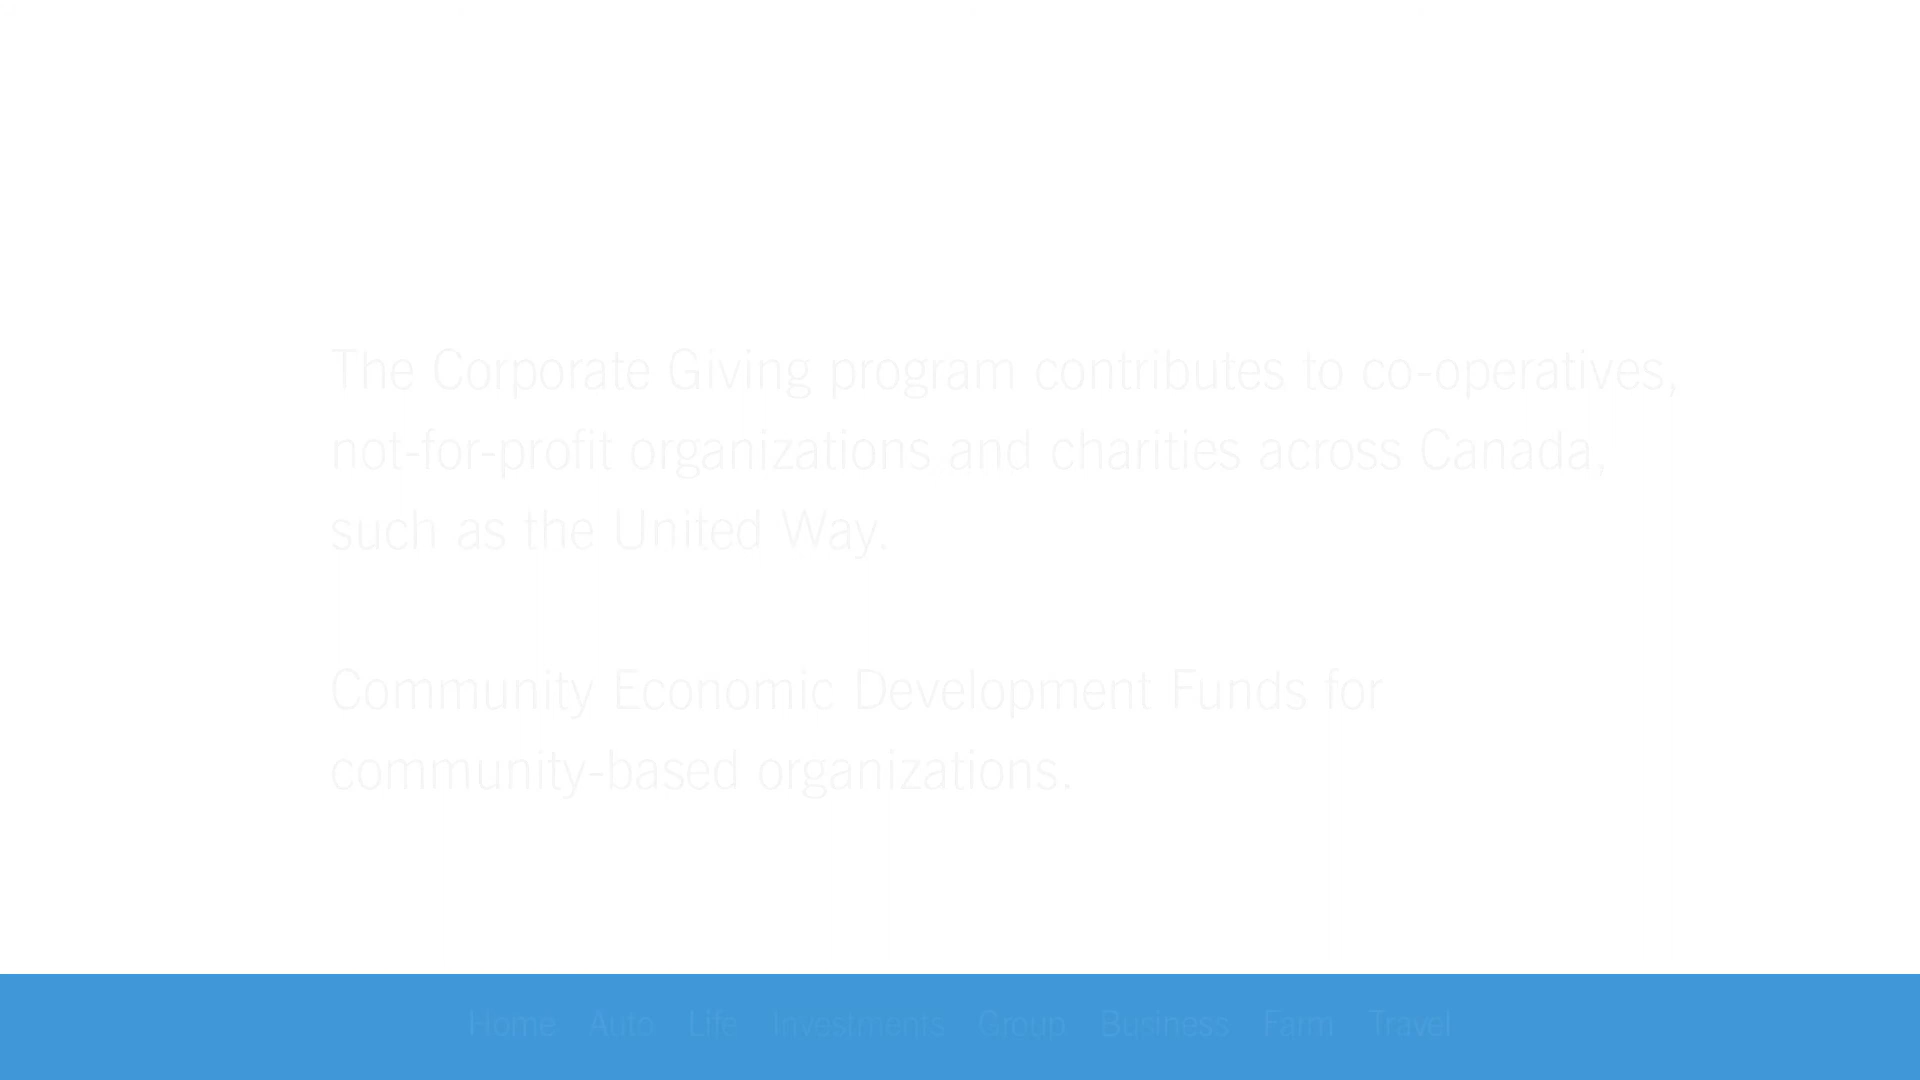 The Corporate Giving program contributes to co-operatives,
not-for-profit organizations and charities across Canada,
such as the United Way.
Community Economic Development Funds for
community-based organizations.
Home Auto Life Investments Group Business Farm Travel